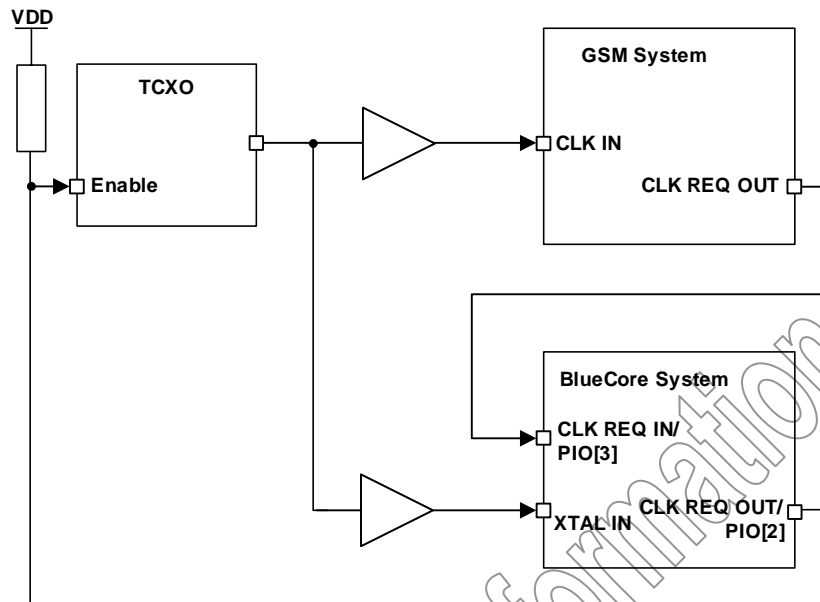 VDD
TCXO
Enable
GSM System
CLK IN
CLK REQ OUT
BlueCore System
CLK REQ IN/
PIO[3]
CLK REQ OUT/
PIO[2]
XTAL IN
formation